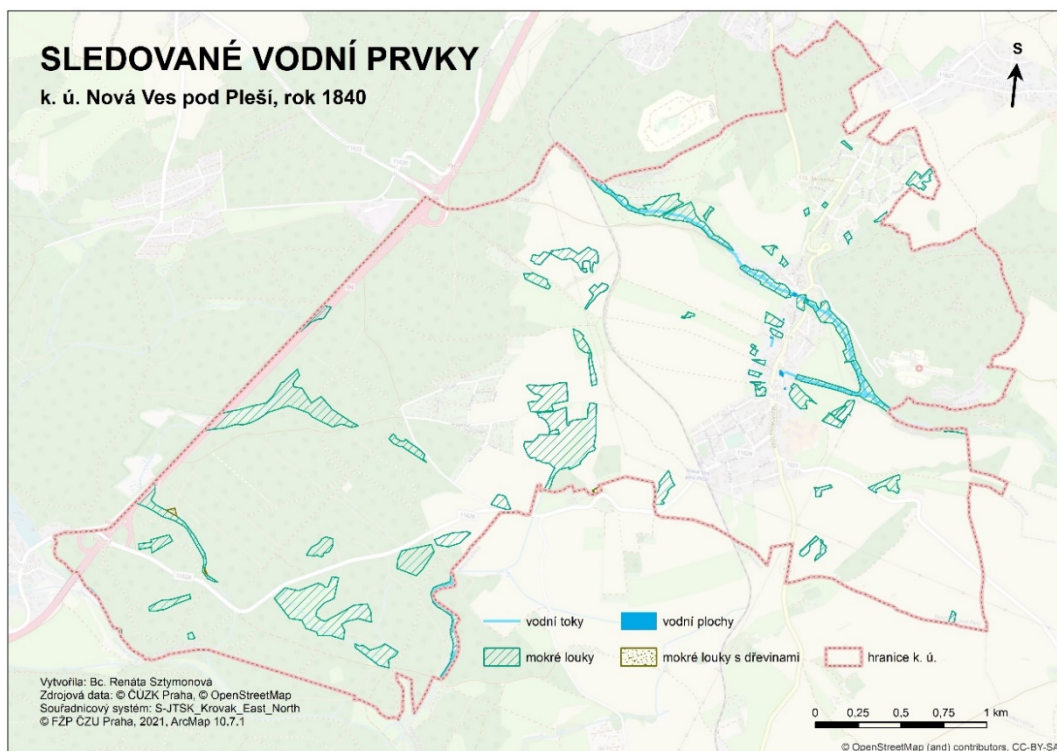 SLEDOVANÉ VODNÍ PRVKY
k. ú. Nová Ves pod Pleší, rok 1840
S
vodní toky
vodní plochy
mokré louky
mokré louky s dřevinami
hranice k. ú.
Vytvořila: Bc. Renáta Sztymonová
Zdrojová data: © ČÚZK Praha, © OpenStreetMap
Souřadnicový systém: S-JTSK_Krovak_East_North
© FŽP ČZU Praha, 2021, ArcMap 10.7.1
0 0,25 0,5 0,75 1 km
© OpenStreetMap (and) contributors, CC-BY-SA